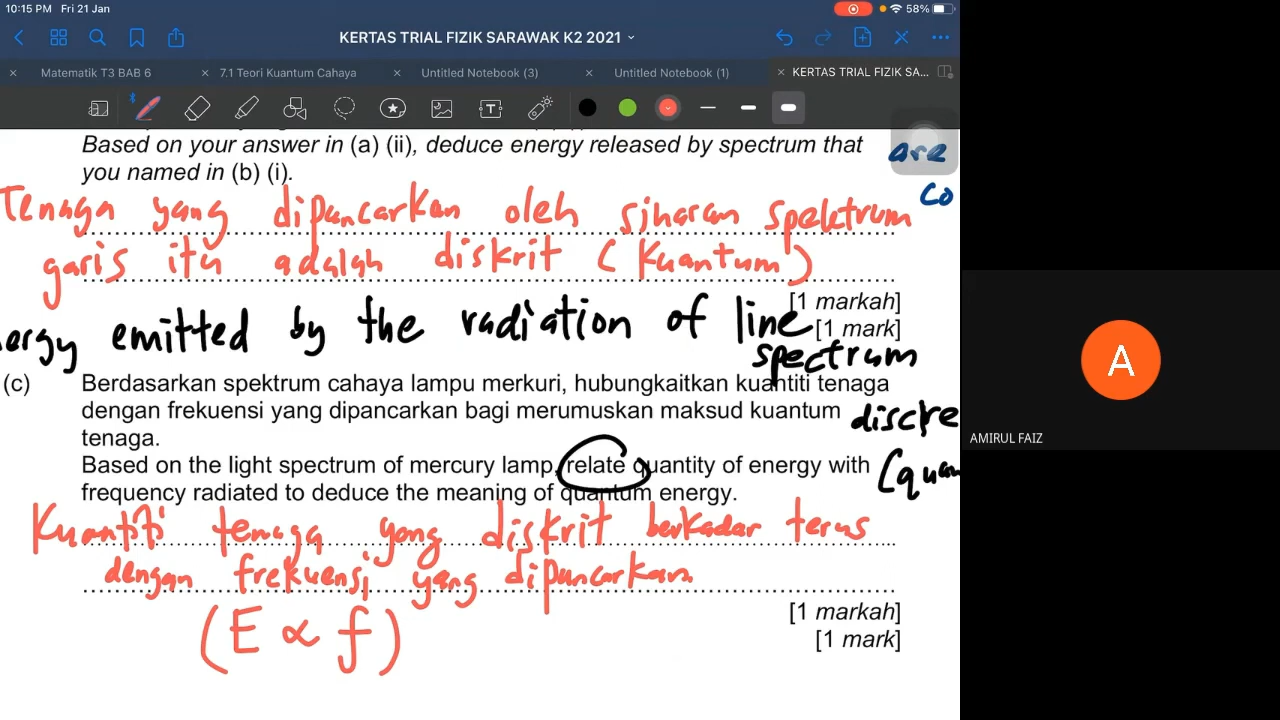 10:15 PM Fri 21 Jan
58%
KERTAS TRIAL FIZIK SARAWAK K2 2021
Matematik T3 BAB 6
7.1 Teori Kuantum Cahaya
Untitled Notebook (3)
Untitled Notebook (1)
KERTAS TRIAL FIZIK SA...
Based on your answer in (a) (ii), deduce energy released by spectrum that
are
you named in (b) (i).
co
Tenaga yang dipancarkan oleh sinaran spektrum
garis itu adalah diskrit (kuantum)
[1 markah]
[1 mark]
ergy emitted by the radiation of line
spectrum
(c) Berdasarkan spektrum cahaya lampu merkuri, hubungkaitkan kuantiti tenaga
dengan frekuensi yang dipancarkan bagi merumuskan maksud kuantum
discre
tenaga.
Based on the light spectrum of mercury lamp, relate quantity of energy with
(quan
frequency radiated to deduce the meaning of quantum energy.
Kuantiti tenaga yang diskrit berkadar terus
dengan frekuensi yang dipancarkan.
[1 markah]
(E ∝ f)
[1 mark]
A
AMIRUL FAIZ